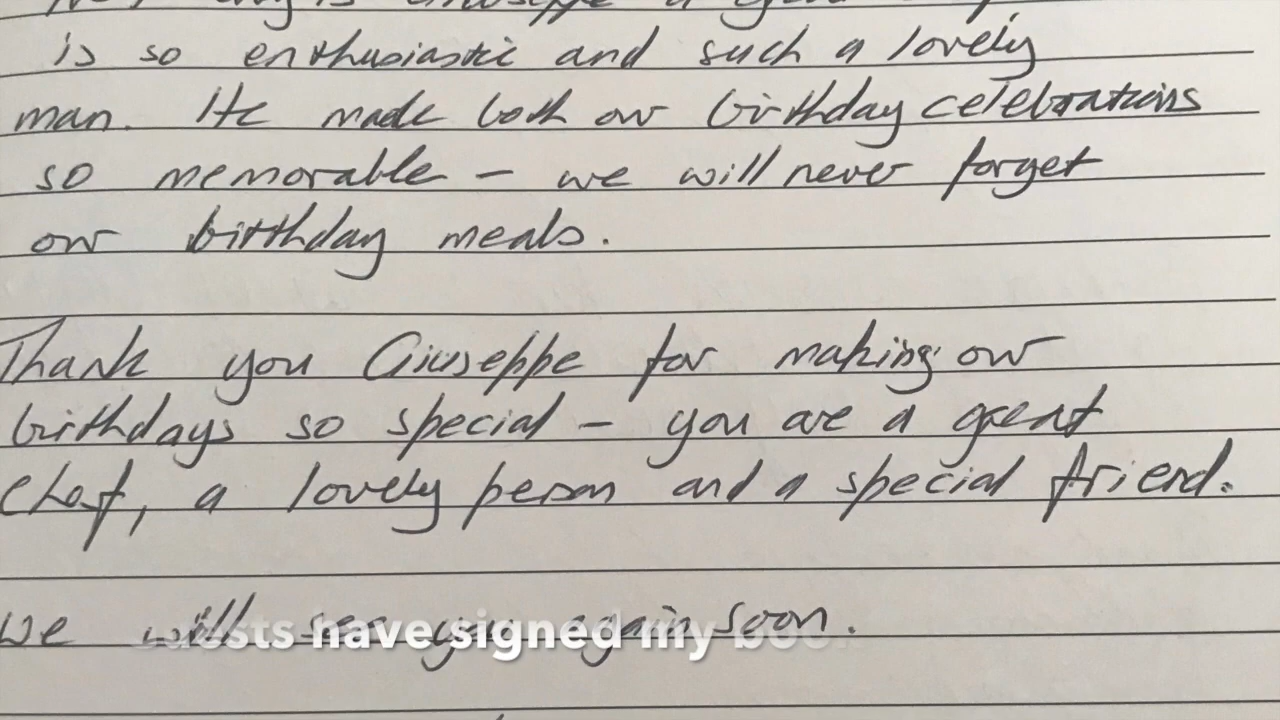 is so enthusiastic and such a lovely
man. He made both our birthday celebrations
so memorable - we will never forget
our birthday meals.
Thank you Giuseppe for making our
birthdays so special - you are a great
chef, a lovely person and a special friend.
we will see you again soon.
have signed my